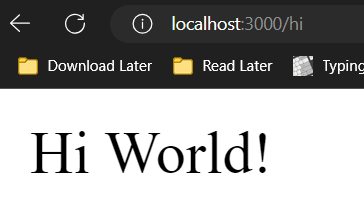 localhost:3000/hi
Download Later Read Later Typing
Hi World!